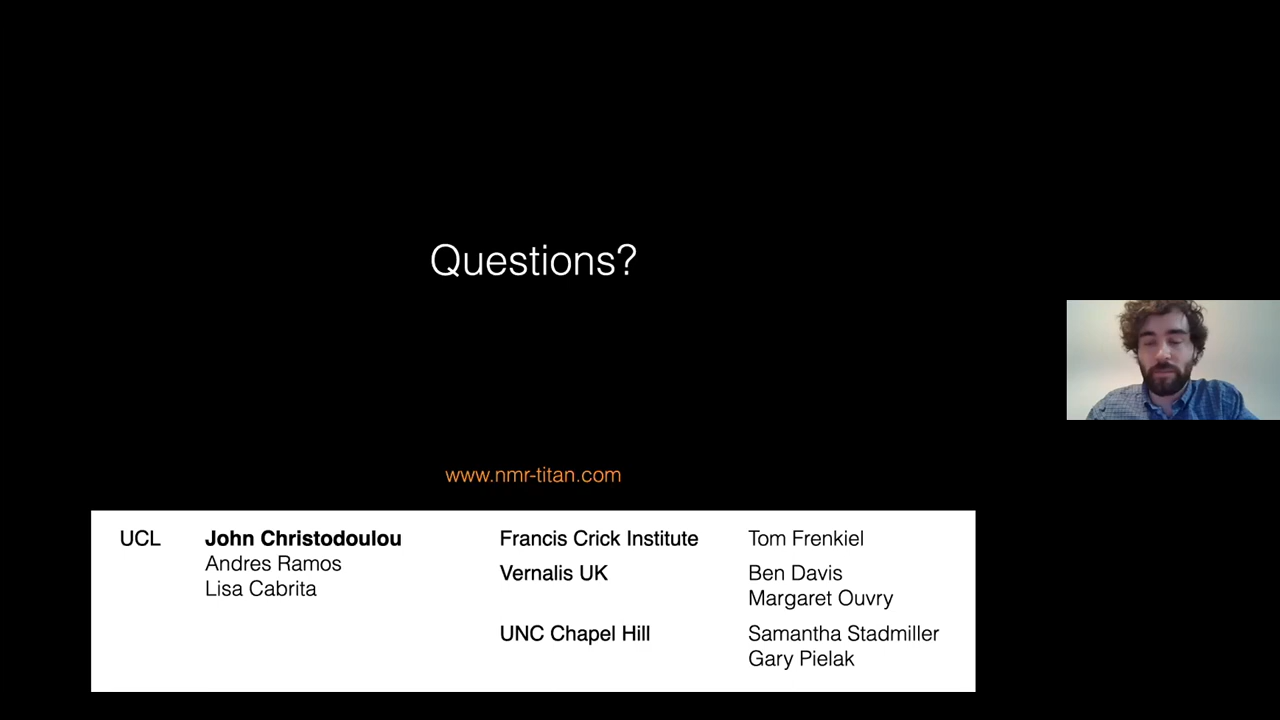 Questions?
www.nmr-titan.com
UCL John Christodoulou
Andres Ramos
Lisa Cabrita
Francis Crick Institute Tom Frenkiel
Vernalis UK Ben Davis
Margaret Ouvry
UNC Chapel Hill Samantha Stadmiller
Gary Pielak